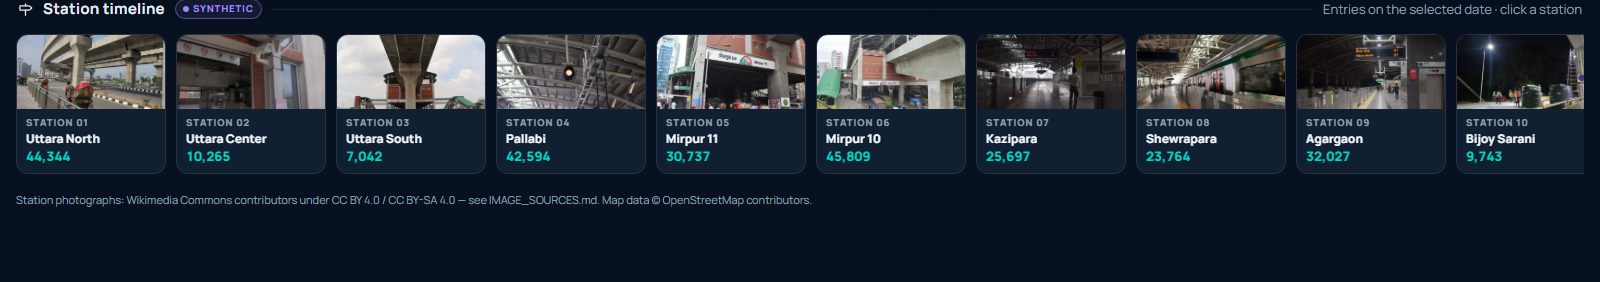 Station timeline
SYNTHETIC
Entries on the selected date · click a station
STATION 01
Uttara North
44,344
STATION 02
Uttara Center
10,265
STATION 03
Uttara South
7,042
STATION 04
Pallabi
42,594
STATION 05
Mirpur 11
30,737
STATION 06
Mirpur 10
45,809
STATION 07
Kazipara
25,697
STATION 08
Shewrapara
23,764
STATION 09
Agargaon
32,027
STATION 10
Bijoy Sarani
9,743
Station photographs: Wikimedia Commons contributors under CC BY 4.0 / CC BY-SA 4.0 — see IMAGE_SOURCES.md. Map data © OpenStreetMap contributors.